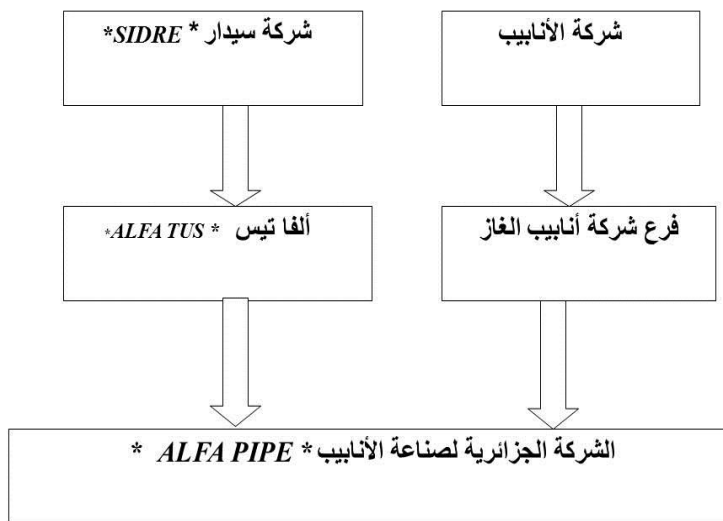 شركة الأنابيب
شركة سيدار * SIDRE*
فرع شركة أنابيب الغاز
ألفا تيس * ALFA TUS*
الشركة الجزائرية لصناعة الأنابيب * ALFA PIPE *